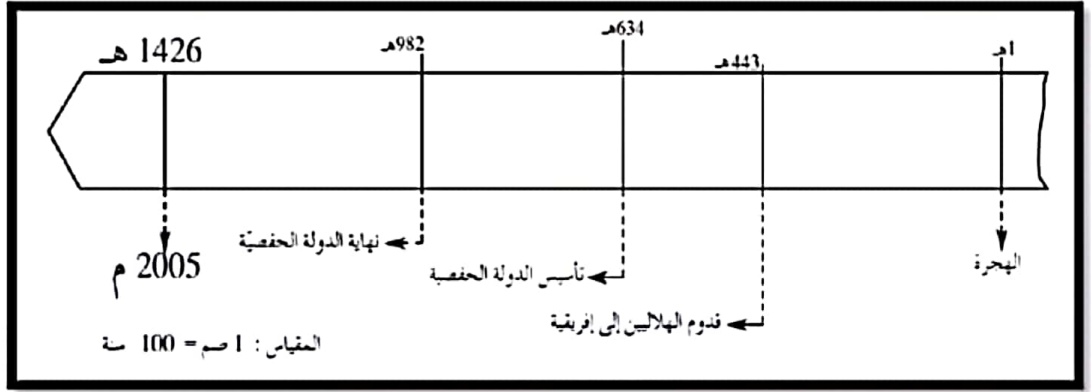 1هـ
443هـ
634هـ
982هـ
1426 هـ
الهجرة
قدوم الهلاليين إلى إفريقية
تأسيس الدولة الحفصية
نهاية الدولة الحفصيّة
2005 م
المقياس : 1 صم = 100 سنة